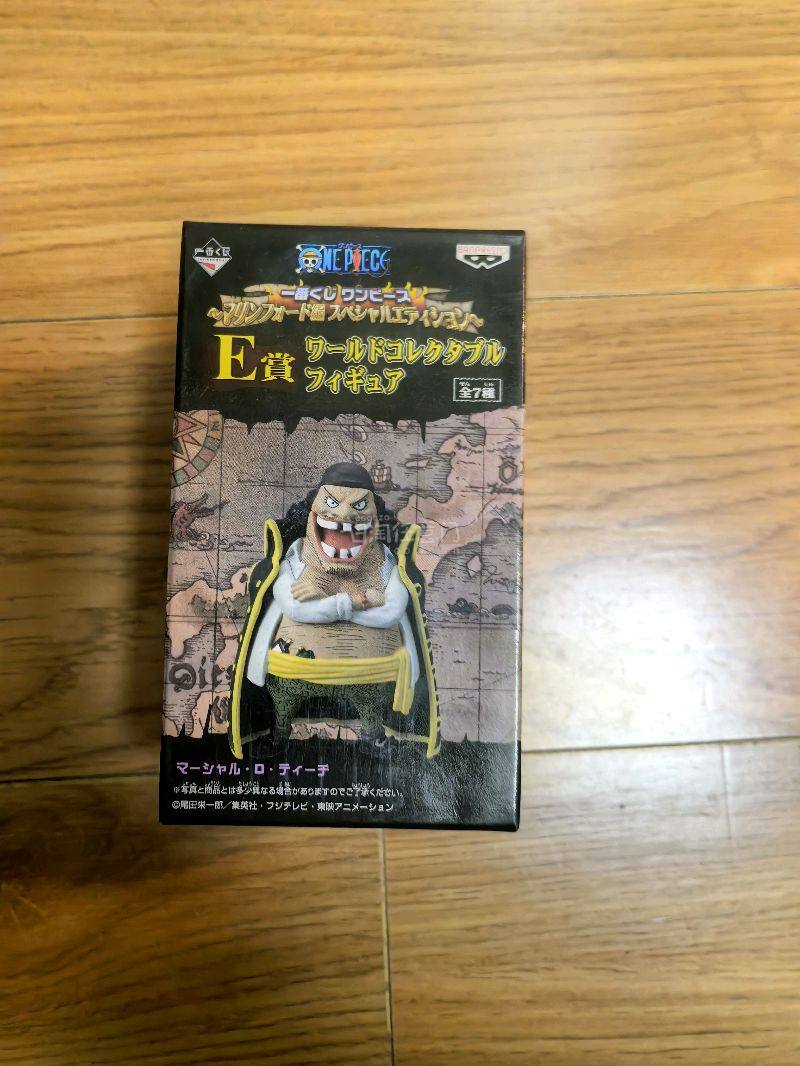 一番くじ
ワンピース
ONE PIECE
BANPRESTO
一番くじ ワンピース
～マリンフォード編 スペシャルエディション～
E賞 ワールドコレクタブル
フィギュア
ぜん しゅ
全7種
マーシャル・D・ティーチ
※写真と商品とは多少異なる場合がありますのでご了承ください。
©尾田栄一郎／集英社・フジテレビ・東映アニメーション